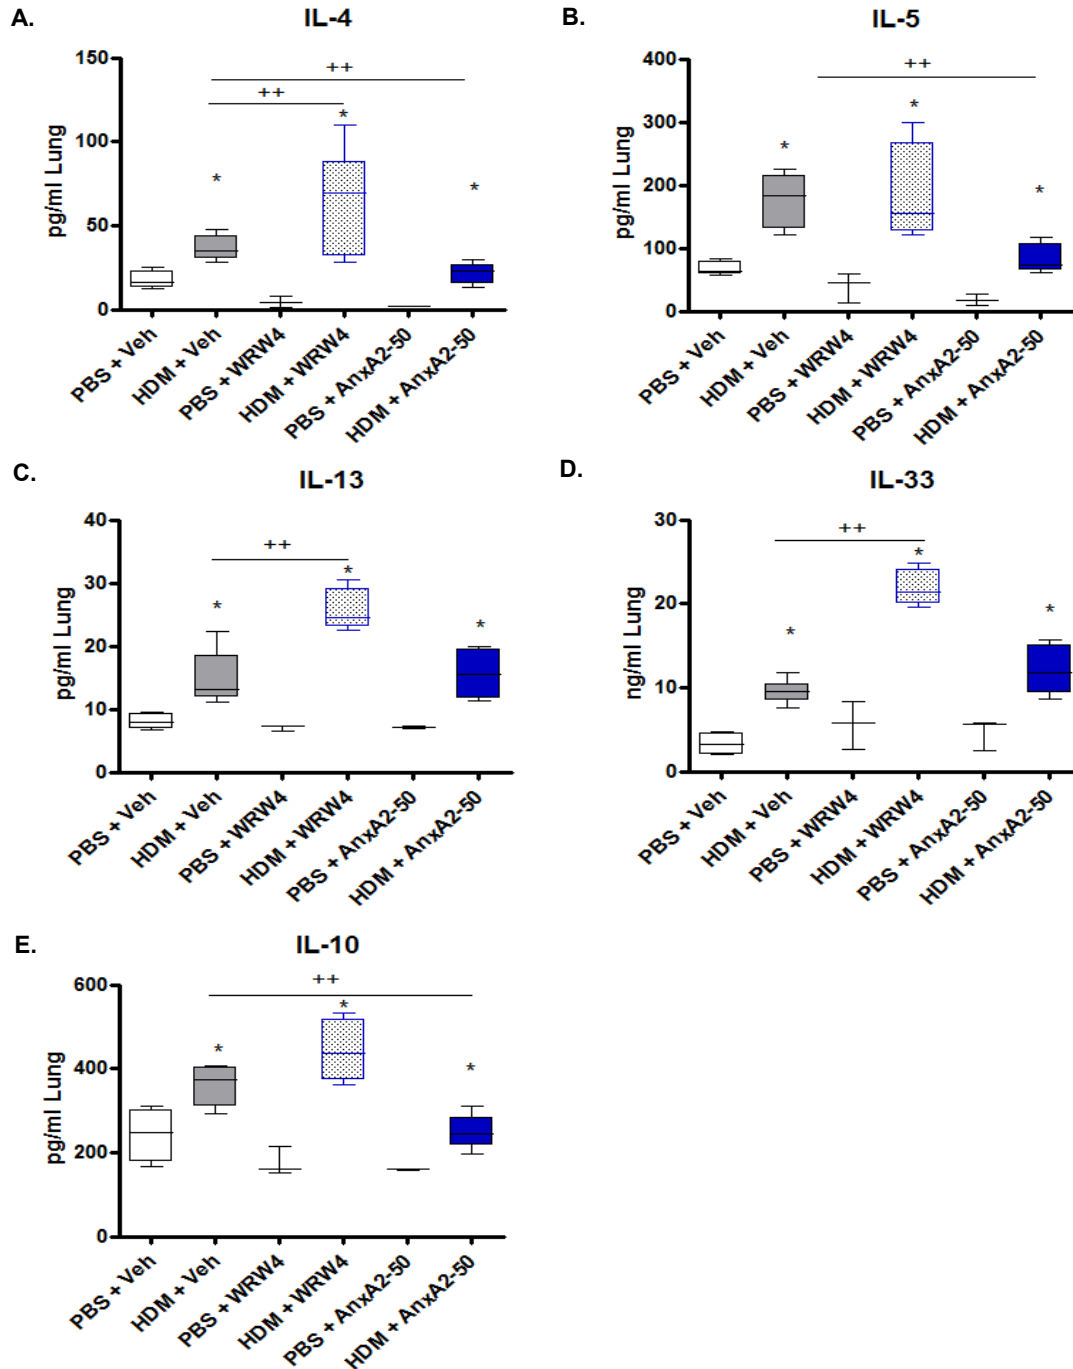 A.
IL-4
pg/ml Lung
150
100
50
0
++
++
*
*
*
PBS + Veh
HDM + Veh
PBS + WRW4
HDM + WRW4
PBS + AnxA2-50
HDM + AnxA2-50
B.
IL-5
pg/ml Lung
400
300
200
100
0
++
*
*
*
PBS + Veh
HDM + Veh
PBS + WRW4
HDM + WRW4
PBS + AnxA2-50
HDM + AnxA2-50
C.
IL-13
pg/ml Lung
40
30
20
10
0
++
*
*
*
PBS + Veh
HDM + Veh
PBS + WRW4
HDM + WRW4
PBS + AnxA2-50
HDM + AnxA2-50
D.
IL-33
ng/ml Lung
30
20
10
0
++
*
*
*
PBS + Veh
HDM + Veh
PBS + WRW4
HDM + WRW4
PBS + AnxA2-50
HDM + AnxA2-50
E.
IL-10
pg/ml Lung
600
400
200
0
++
*
*
*
PBS + Veh
HDM + Veh
PBS + WRW4
HDM + WRW4
PBS + AnxA2-50
HDM + AnxA2-50